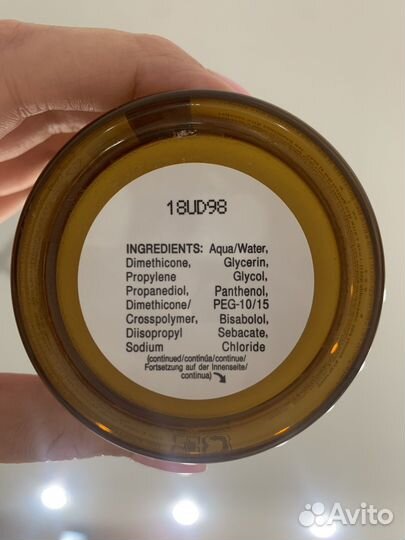 18UD98
INGREDIENTS: Aqua/Water,
Dimethicone, Glycerin,
Propylene Glycol,
Propanediol, Panthenol,
Dimethicone/ PEG-10/15
Crosspolymer, Bisabolol,
Diisopropyl Sebacate,
Sodium Chloride
(continued/continúa/continue/
Fortsetzung auf der Innenseite/
continua)
Avito